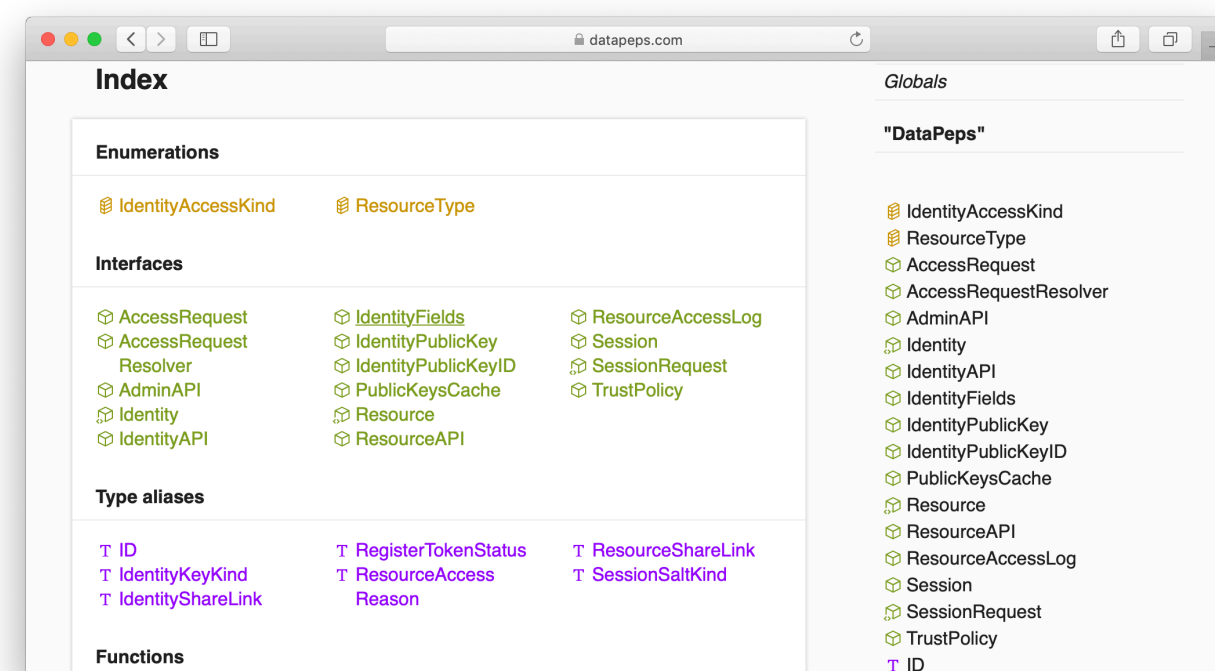 datapeps.com
Index
Enumerations
IdentityAccessKind
ResourceType
Interfaces
AccessRequest
AccessRequest
Resolver
AdminAPI
Identity
IdentityAPI
IdentityFields
IdentityPublicKey
IdentityPublicKeyID
PublicKeysCache
Resource
ResourceAPI
ResourceAccessLog
Session
SessionRequest
TrustPolicy
Type aliases
T ID
T IdentityKeyKind
T IdentityShareLink
T RegisterTokenStatus
T ResourceAccess
Reason
T ResourceShareLink
T SessionSaltKind
Functions
Globals
"DataPeps"
IdentityAccessKind
ResourceType
AccessRequest
AccessRequestResolver
AdminAPI
Identity
IdentityAPI
IdentityFields
IdentityPublicKey
IdentityPublicKeyID
PublicKeysCache
Resource
ResourceAPI
ResourceAccessLog
Session
SessionRequest
TrustPolicy
T ID